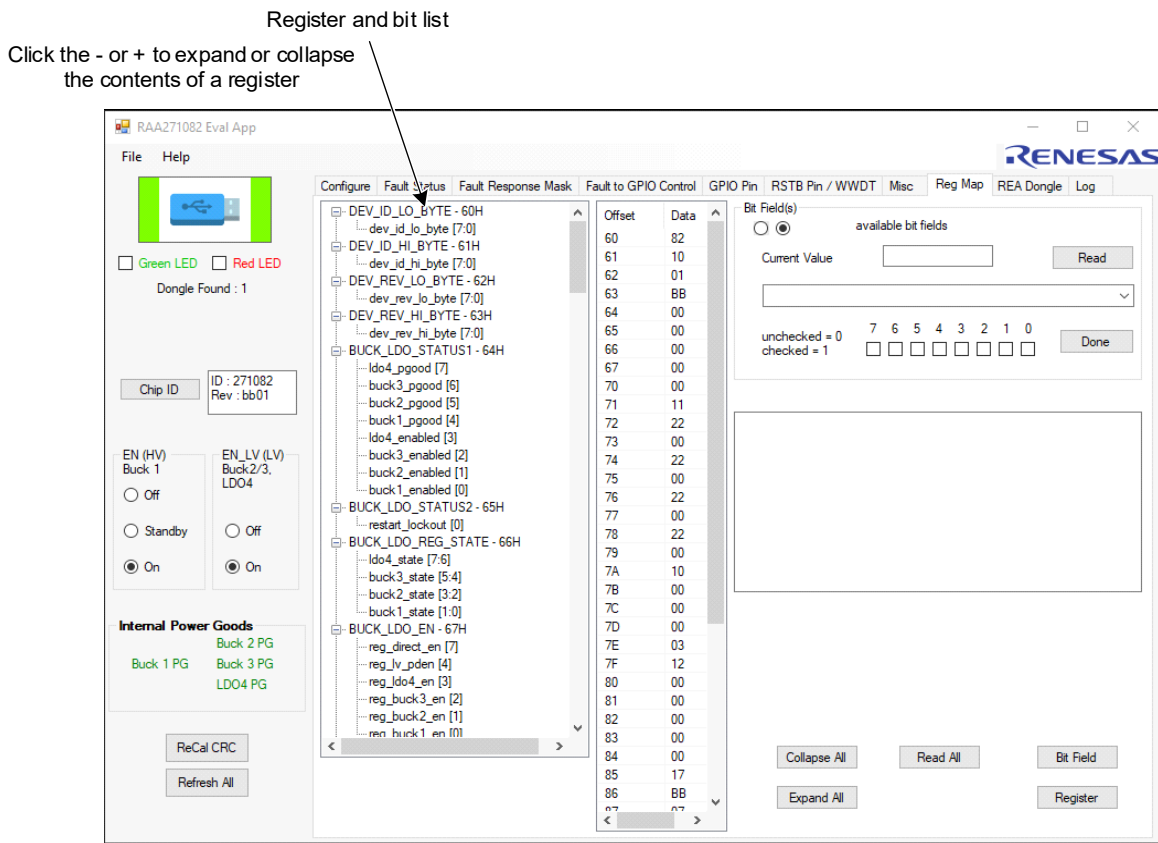 Register and bit list
Click the - or + to expand or collapse
the contents of a register
RAA271082 Eval App
File Help
RENESAS
Configure Fault Status Fault Response Mask Fault to GPIO Control GPIO Pin RSTB Pin / WWDT Misc Reg Map REA Dongle Log
Green LED Red LED
Dongle Found : 1
Chip ID
ID : 271082
Rev : bb01
EN (HV)
Buck 1
Off
Standby
On
EN_LV (LV)
Buck2/3,
LDO4
Off
On
Internal Power Goods
Buck 2 PG
Buck 1 PG Buck 3 PG
LDO4 PG
ReCal CRC
Refresh All
DEV_ID_LO_BYTE - 60H
dev_id_lo_byte [7:0]
DEV_ID_HI_BYTE - 61H
dev_id_hi_byte [7:0]
DEV_REV_LO_BYTE - 62H
dev_rev_lo_byte [7:0]
DEV_REV_HI_BYTE - 63H
dev_rev_hi_byte [7:0]
BUCK_LDO_STATUS1 - 64H
ldo4_pgood [7]
buck3_pgood [6]
buck2_pgood [5]
buck1_pgood [4]
ldo4_enabled [3]
buck3_enabled [2]
buck2_enabled [1]
buck1_enabled [0]
BUCK_LDO_STATUS2 - 65H
restart_lockout [0]
BUCK_LDO_REG_STATE - 66H
ldo4_state [7:6]
buck3_state [5:4]
buck2_state [3:2]
buck1_state [1:0]
BUCK_LDO_EN - 67H
reg_direct_en [7]
reg_lv_pden [4]
reg_ldo4_en [3]
reg_buck3_en [2]
reg_buck2_en [1]
reg_buck1_en [0]
Offset Data
60 82
61 10
62 01
63 BB
64 00
65 00
66 00
67 00
70 00
71 11
72 22
73 00
74 22
75 00
76 22
77 00
78 22
79 00
7A 10
7B 00
7C 00
7D 00
7E 03
7F 12
80 00
81 00
82 00
83 00
84 00
85 17
86 BB
87 07
Bit Field(s)
available bit fields
Current Value
Read
unchecked = 0
checked = 1
7 6 5 4 3 2 1 0
Done
Collapse All Read All Bit Field
Expand All Register